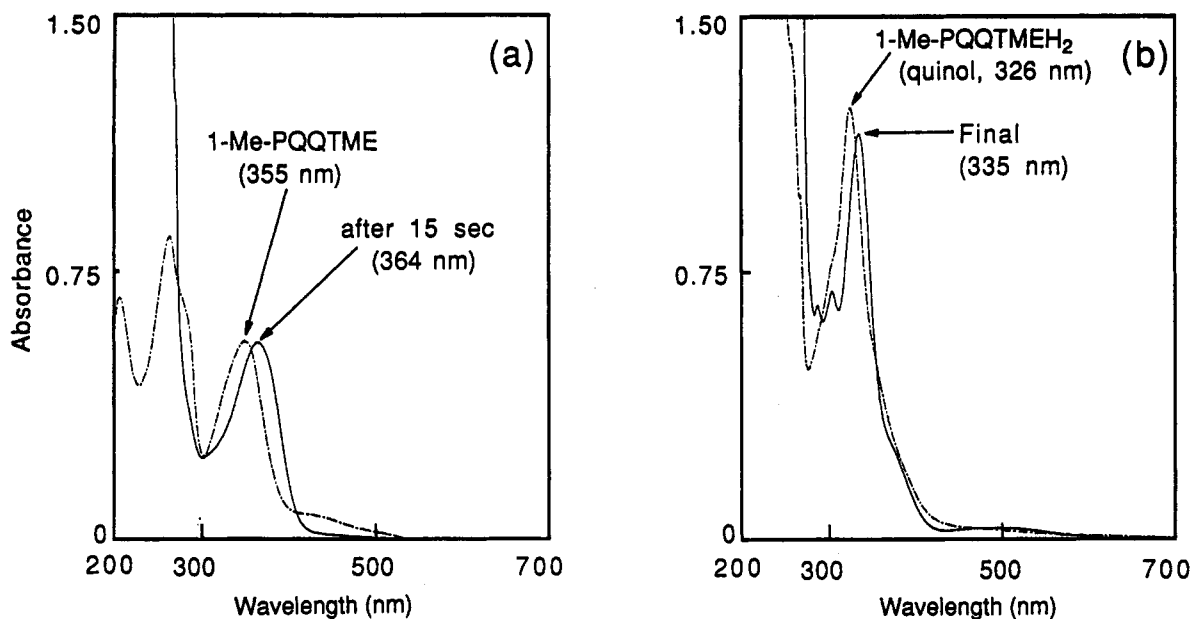 1.50
(a)
1-Me-PQQTME
(355 nm)
after 15 sec
(364 nm)
0.75
Absorbance
0
200 300 500 700
Wavelength (nm)
1.50
1-Me-PQQTMEH₂
(quinol, 326 nm)
(b)
Final
(335 nm)
0.75
0
200 300 500 700
Wavelength (nm)